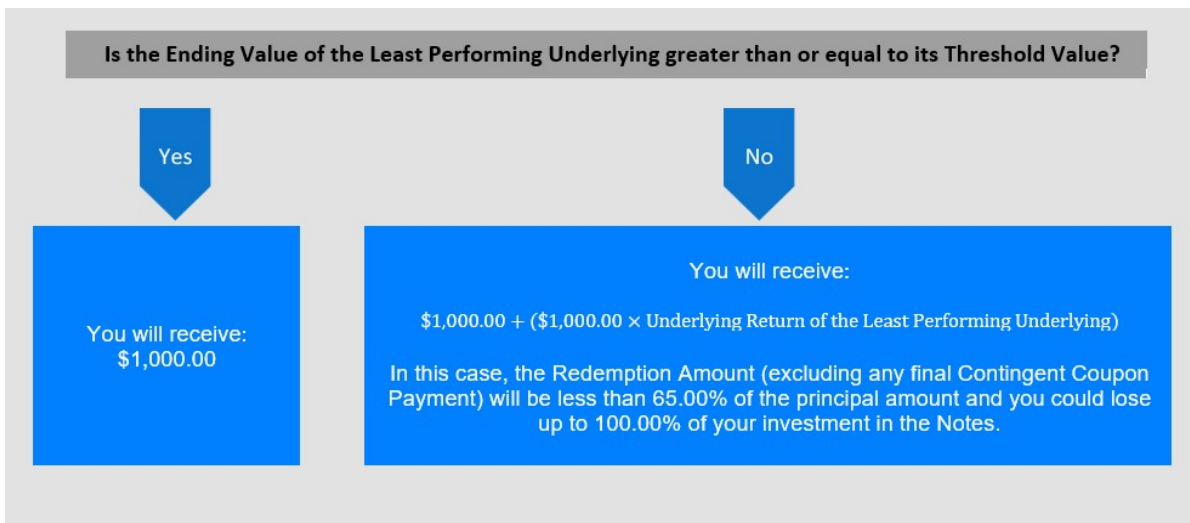 Is the Ending Value of the Least Performing Underlying greater than or equal to its Threshold Value?
Yes
No
You will receive:
$1,000.00
You will receive:
$1,000.00 + ($1,000.00 × Underlying Return of the Least Performing Underlying)
In this case, the Redemption Amount (excluding any final Contingent Coupon
Payment) will be less than 65.00% of the principal amount and you could lose
up to 100.00% of your investment in the Notes.